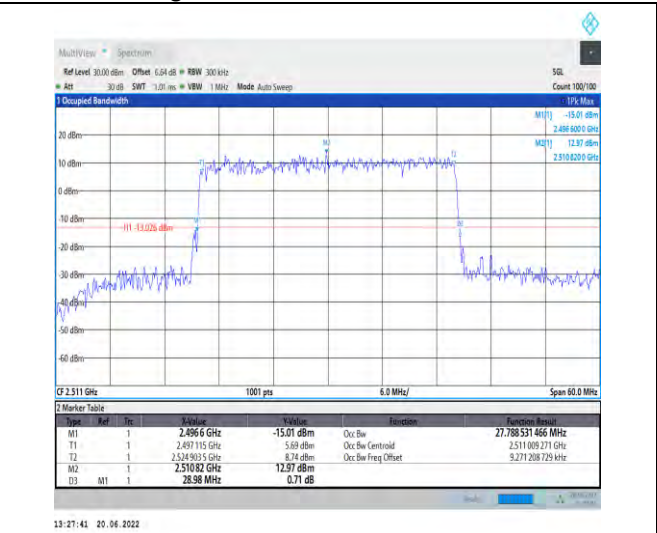 MultiView Spectrum
Ref Level 30.00 dBm Offset 6.64 dB RBW 300 kHz SGL
Att 30 dB SWT 1.01 ms VBW 1 MHz Mode Auto Sweep Count 100/100
1 Occupied Bandwidth 1Pk Max
M1[1] -15.01 dBm
2.4966000 GHz
M2[1] 12.97 dBm
2.5108200 GHz
20 dBm
M2
T1
T2
10 dBm
0 dBm
-10 dBm
H1 -13.026 dBm
M1
D3
-20 dBm
-30 dBm
-40 dBm
-50 dBm
-60 dBm
CF 2.511 GHz 1001 pts 6.0 MHz/ Span 60.0 MHz
2 Marker Table
Type Ref Trc X-Value Y-Value Function Function Result
M1 1 2.4966 GHz -15.01 dBm Occ Bw 27.788 531 466 MHz
T1 1 2.497 115 GHz 5.69 dBm Occ Bw Centroid 2.511 009 271 GHz
T2 1 2.524 903 5 GHz 8.74 dBm Occ Bw Freq Offset 9.271 208 729 kHz
M2 1 2.510 82 GHz 12.97 dBm
D3 M1 1 28.98 MHz 0.71 dB
13:27:41 20.06.2022